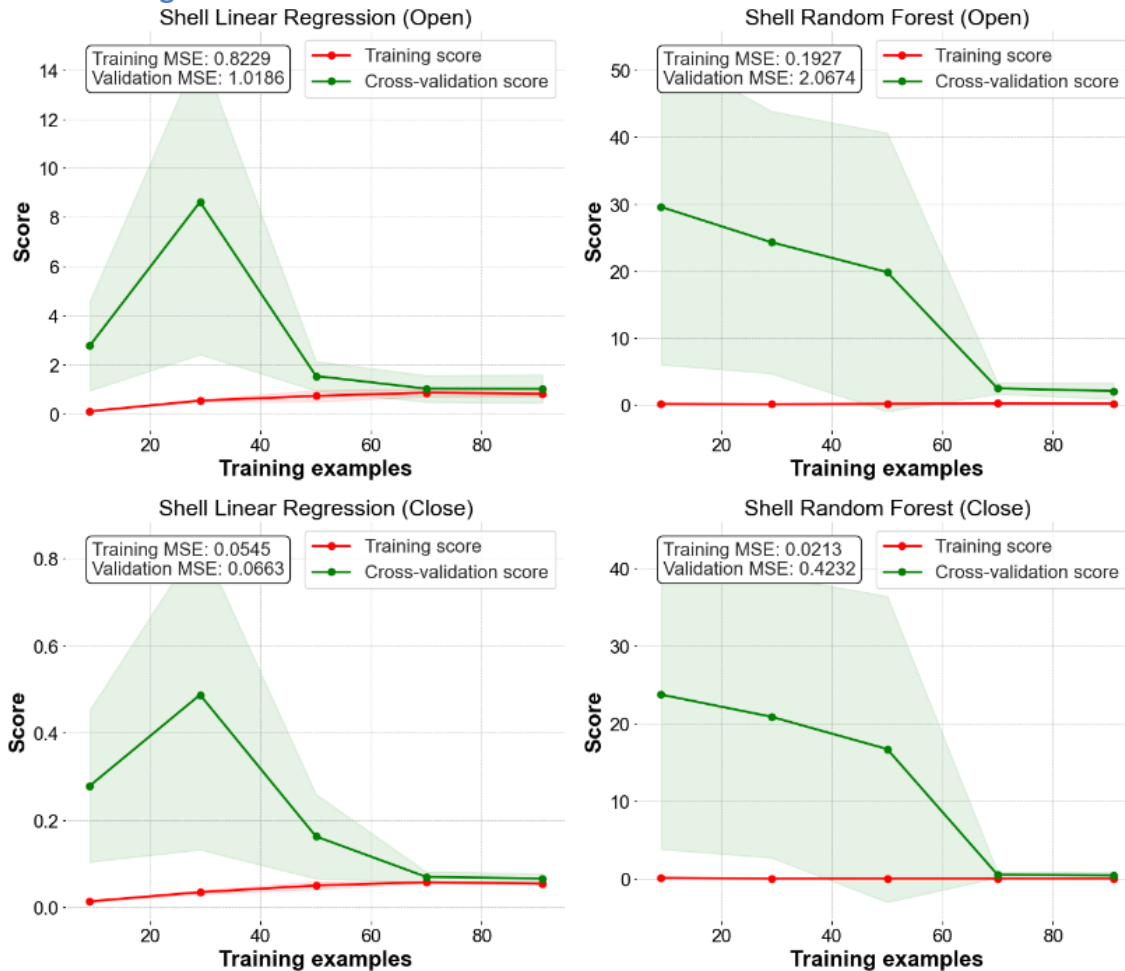 Shell Linear Regression (Open)
Training MSE: 0.8229
Validation MSE: 1.0186
Training score
Cross-validation score
14
12
10
8
6
4
2
0
Score
20 40 60 80
Training examples
Shell Random Forest (Open)
Training MSE: 0.1927
Validation MSE: 2.0674
Training score
Cross-validation score
50
40
30
20
10
0
Score
20 40 60 80
Training examples
Shell Linear Regression (Close)
Training MSE: 0.0545
Validation MSE: 0.0663
Training score
Cross-validation score
0.8
0.6
0.4
0.2
0.0
Score
20 40 60 80
Training examples
Shell Random Forest (Close)
Training MSE: 0.0213
Validation MSE: 0.4232
Training score
Cross-validation score
40
30
20
10
0
Score
20 40 60 80
Training examples